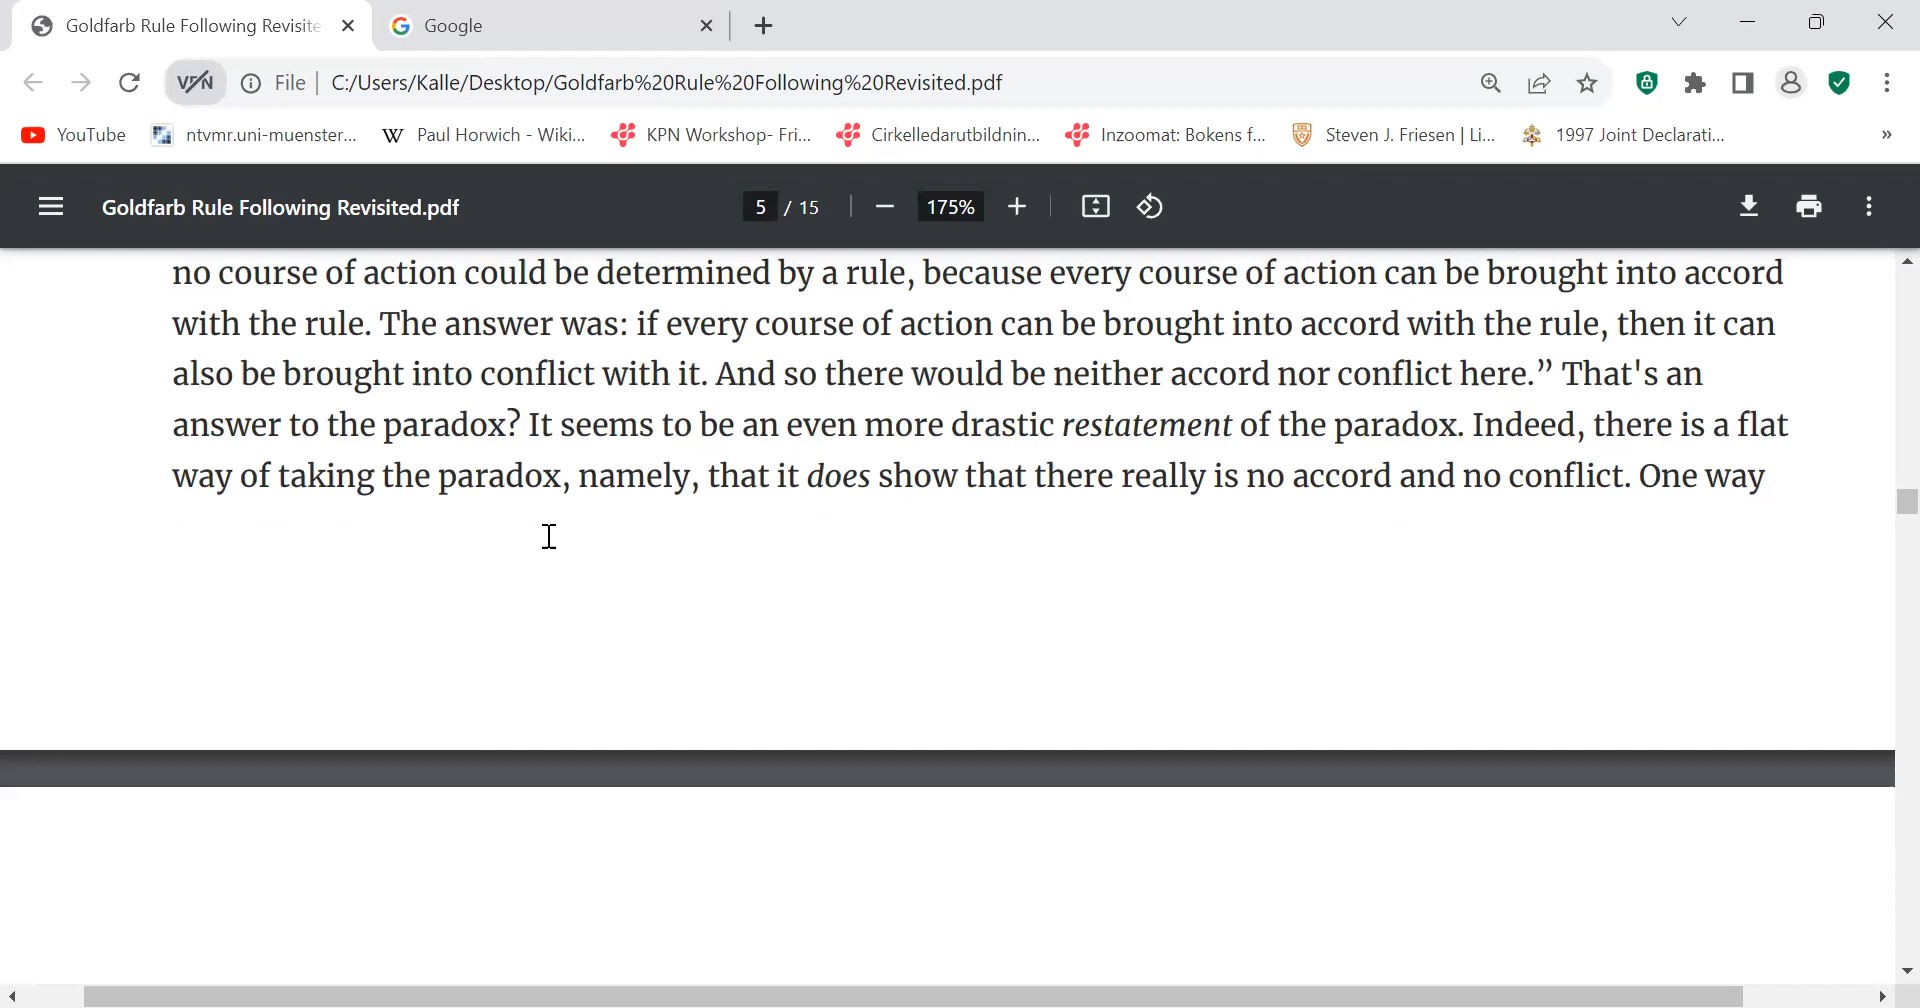 Goldfarb Rule Following Revisite
Google
VPN
File
C:/Users/Kalle/Desktop/Goldfarb%20Rule%20Following%20Revisited.pdf
YouTube
ntvmr.uni-muenster...
W Paul Horwich - Wiki...
KPN Workshop- Fri...
Cirkelledarutbildnin...
Inzoomat: Bokens f...
Steven J. Friesen | Li...
1997 Joint Declarati...
»
Goldfarb Rule Following Revisited.pdf
5 / 15
175%
no course of action could be determined by a rule, because every course of action can be brought into accord
with the rule. The answer was: if every course of action can be brought into accord with the rule, then it can
also be brought into conflict with it. And so there would be neither accord nor conflict here.” That's an
answer to the paradox? It seems to be an even more drastic restatement of the paradox. Indeed, there is a flat
way of taking the paradox, namely, that it does show that there really is no accord and no conflict. One way